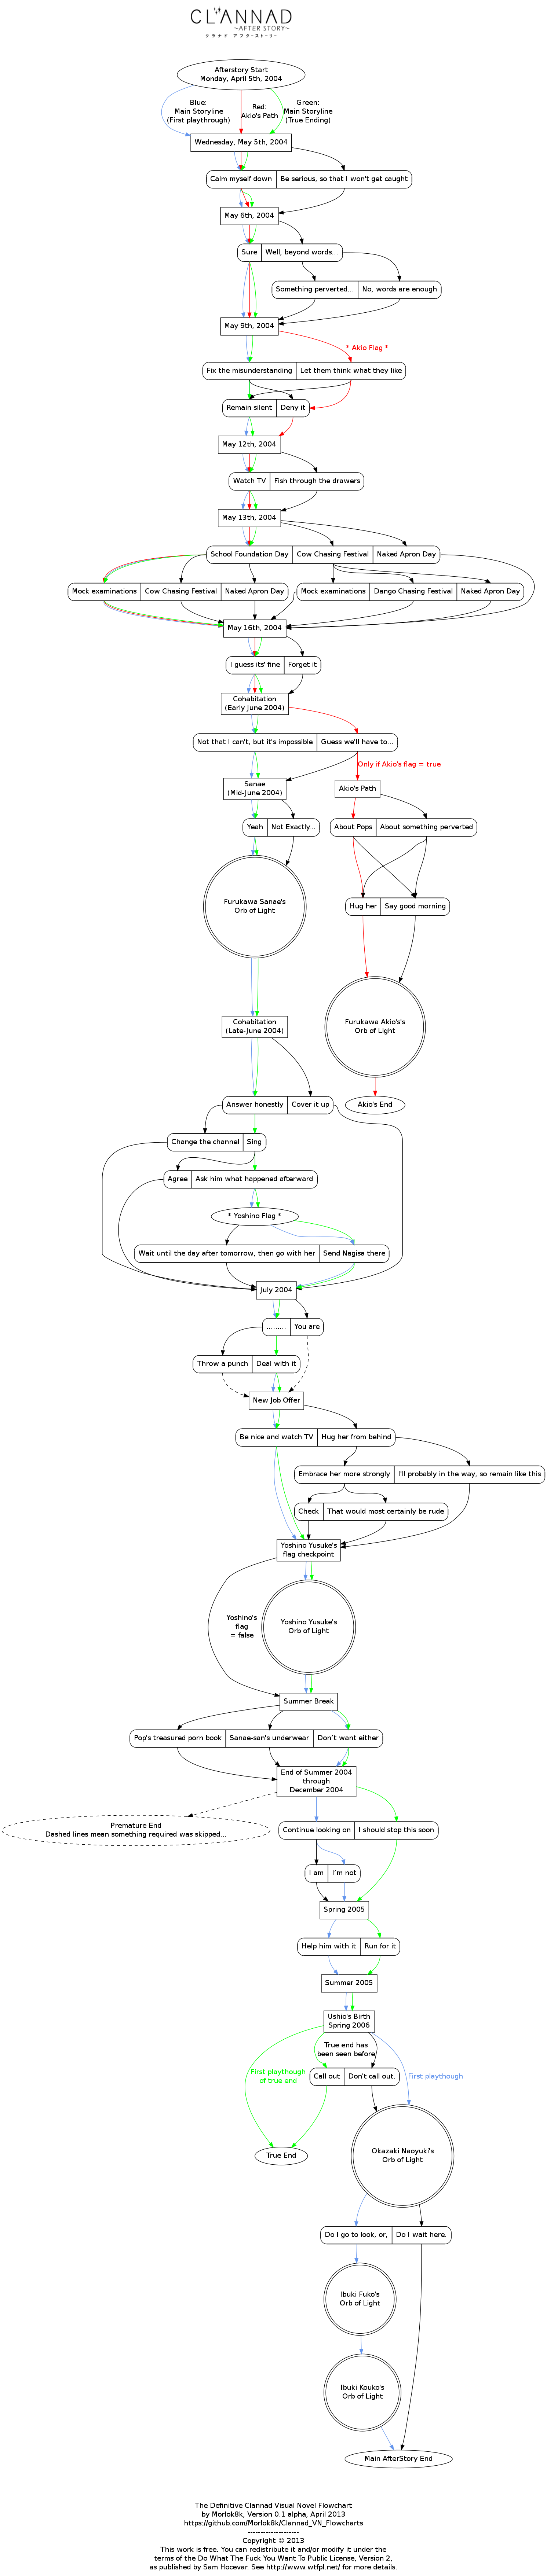 CLANNAD
~AFTER STORY~
クラナド アフターストーリー
Afterstory Start
Monday, April 5th, 2004
Blue:
Main Storyline
(First playthrough)
Red:
Akio's Path
Green:
Main Storyline
(True Ending)
Wednesday, May 5th, 2004
Calm myself down
Be serious, so that I won't get caught
May 6th, 2004
Sure
Well, beyond words...
Something perverted...
No, words are enough
May 9th, 2004
* Akio Flag *
Fix the misunderstanding
Let them think what they like
Remain silent
Deny it
May 12th, 2004
Watch TV
Fish through the drawers
May 13th, 2004
School Foundation Day
Cow Chasing Festival
Naked Apron Day
Mock examinations
Cow Chasing Festival
Naked Apron Day
Mock examinations
Dango Chasing Festival
Naked Apron Day
May 16th, 2004
I guess its' fine
Forget it
Cohabitation
(Early June 2004)
Not that I can't, but it's impossible
Guess we'll have to...
Only if Akio's flag = true
Sanae
(Mid-June 2004)
Akio's Path
Yeah
Not Exactly...
About Pops
About something perverted
Furukawa Sanae's
Orb of Light
Hug her
Say good morning
Furukawa Akio's's
Orb of Light
Cohabitation
(Late-June 2004)
Akio's End
Answer honestly
Cover it up
Change the channel
Sing
Agree
Ask him what happened afterward
* Yoshino Flag *
Wait until the day after tomorrow, then go with her
Send Nagisa there
July 2004
.........
You are
Throw a punch
Deal with it
New Job Offer
Be nice and watch TV
Hug her from behind
Embrace her more strongly
I'll probably in the way, so remain like this
Check
That would most certainly be rude
Yoshino Yusuke's
flag checkpoint
Yoshino's
flag
= false
Yoshino Yusuke's
Orb of Light
Summer Break
Pop's treasured porn book
Sanae-san's underwear
Don't want either
End of Summer 2004
through
December 2004
Premature End
Dashed lines mean something required was skipped...
Continue looking on
I should stop this soon
I am
I'm not
Spring 2005
Help him with it
Run for it
Summer 2005
Ushio's Birth
Spring 2006
True end has
been seen before
First playthough
of true end
Call out
Don't call out.
First playthough
True End
Okazaki Naoyuki's
Orb of Light
Do I go to look, or,
Do I wait here.
Ibuki Fuko's
Orb of Light
Ibuki Kouko's
Orb of Light
Main AfterStory End
The Definitive Clannad Visual Novel Flowchart
by Morlok8k, Version 0.1 alpha, April 2013
https://github.com/Morlok8k/Clannad_VN_Flowcharts
--------------------
Copyright © 2013
This work is free. You can redistribute it and/or modify it under the
terms of the Do What The Fuck You Want To Public License, Version 2,
as published by Sam Hocevar. See http://www.wtfpl.net/ for more details.